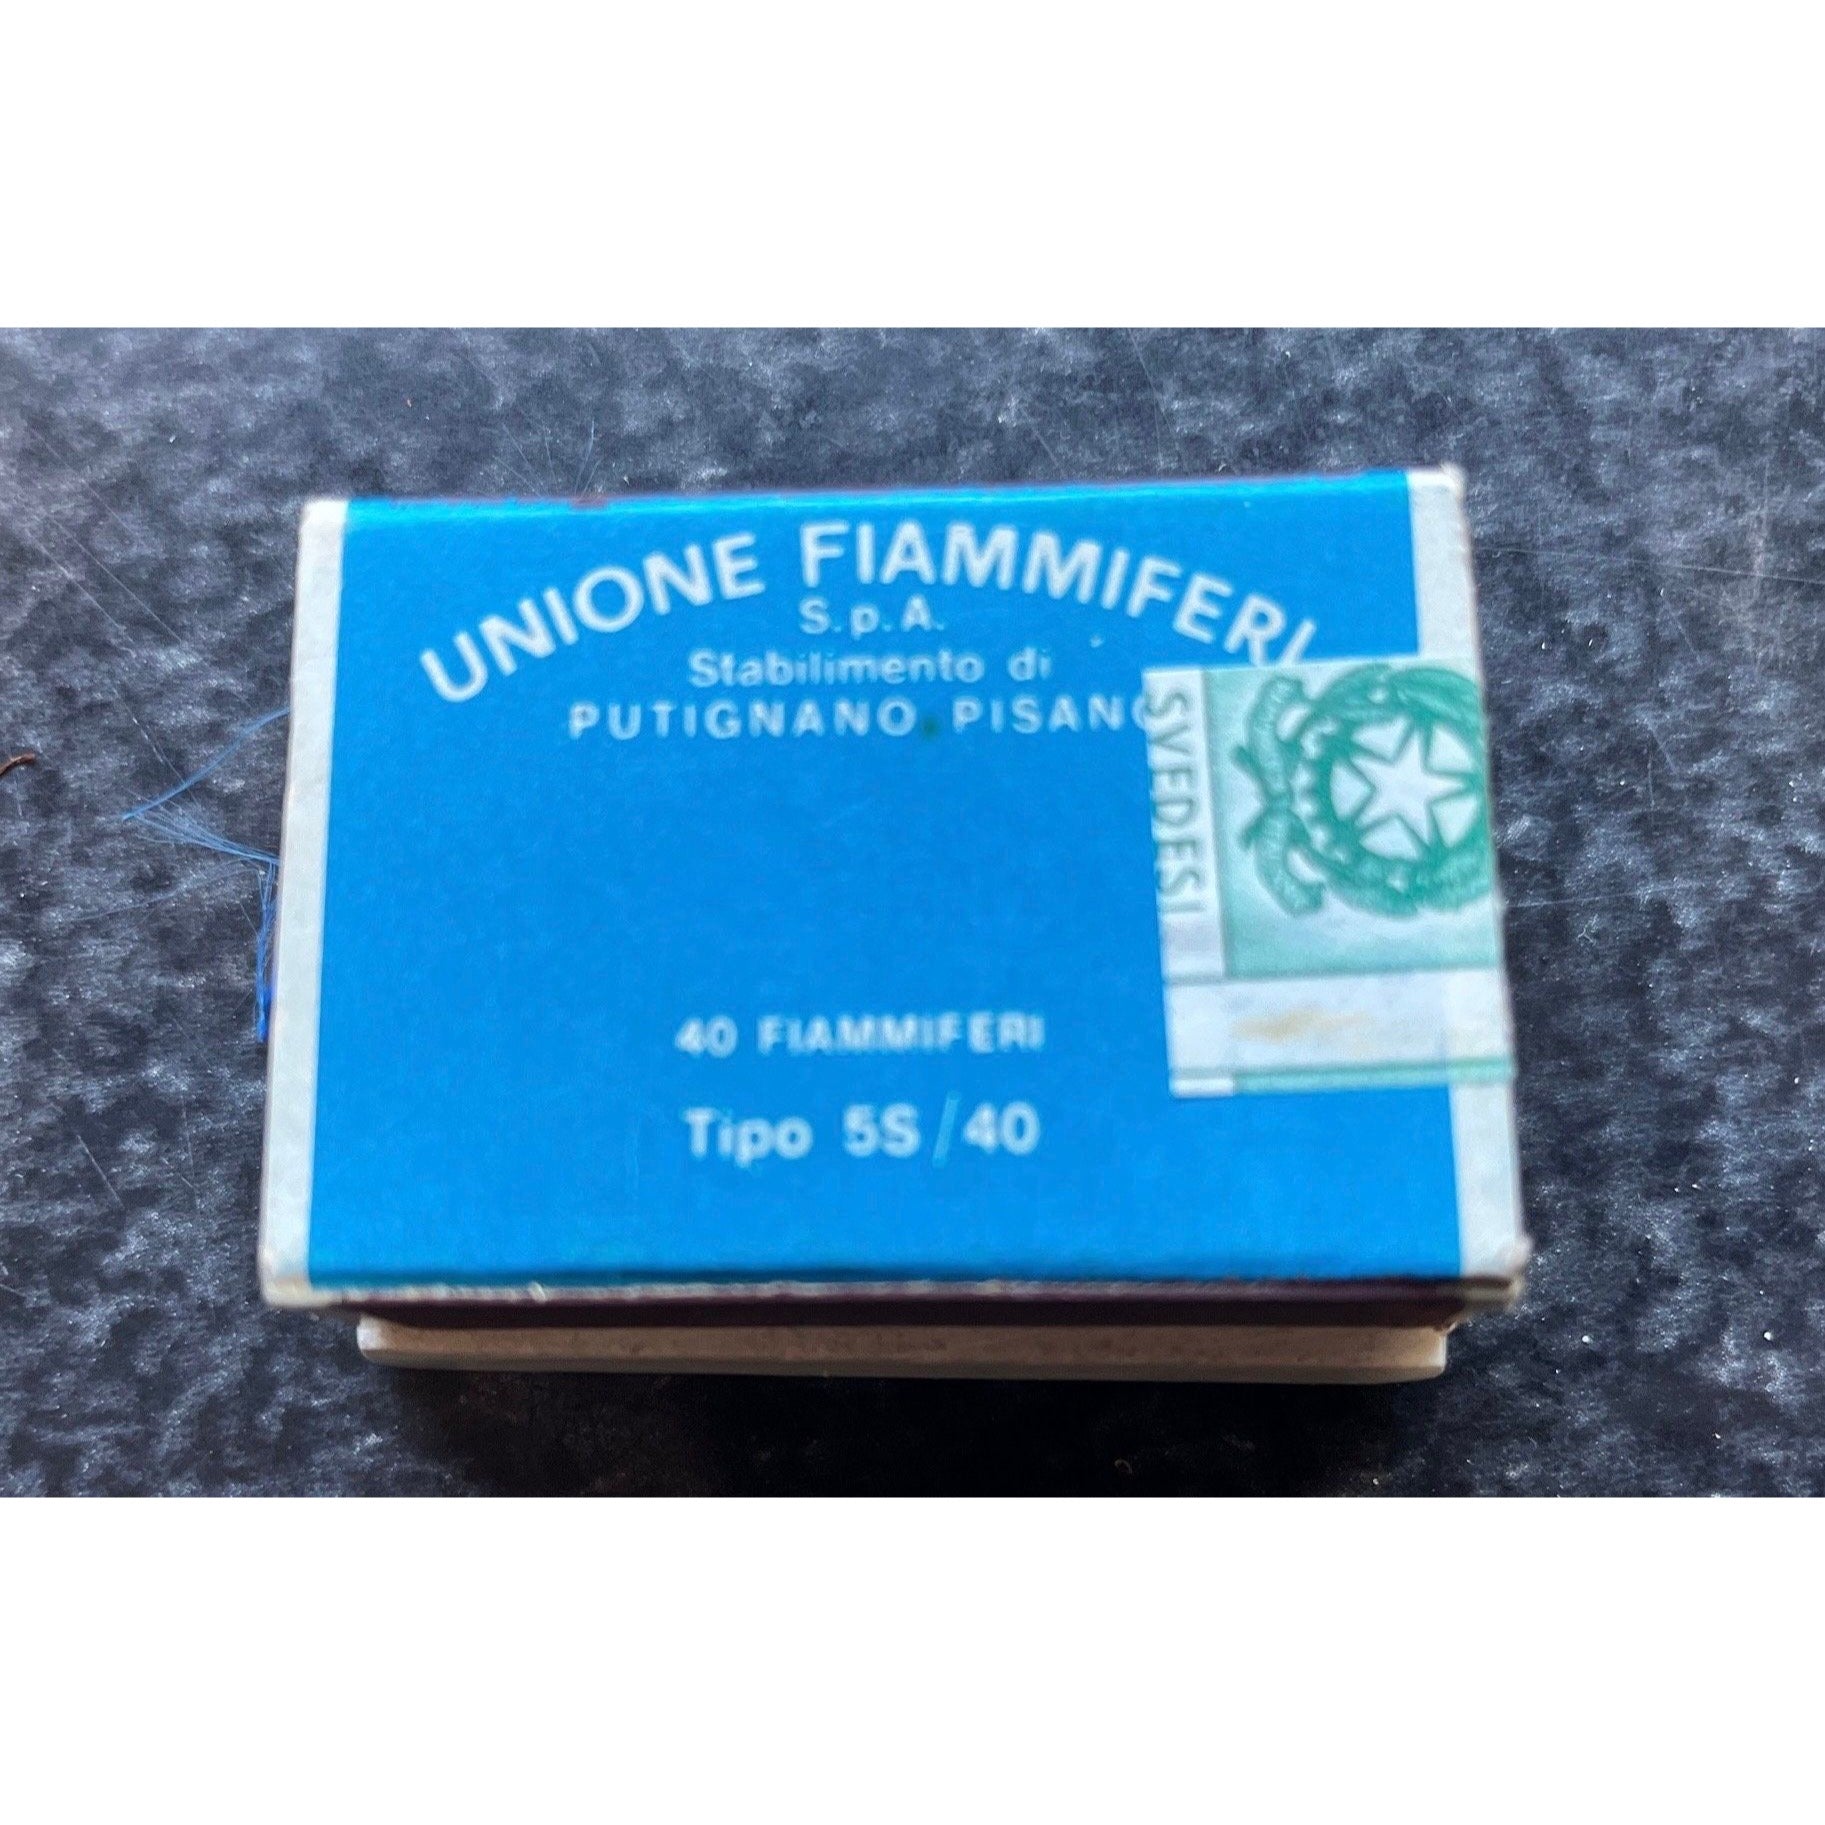 UNIONE FIAMMIFERI
S.p.A.
Stabilimento di
PUTIGNANO PISANO
SVEDESI
40 FIAMMIFERI
Tipo 5S/40